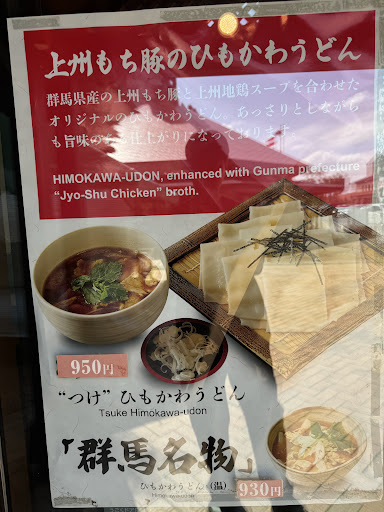 上州もち豚のひもかわうどん
群馬県産の上州もち豚と上州地鶏スープを合わせた
オリジナルのひもかわうどん。あっさりとしながら
も旨味のある仕上がりになっております。
HIMOKAWA-UDON, enhanced with Gunma prefecture
"Jyo-Shu Chicken" broth.
950円
"つけ" ひもかわうどん
Tsuke Himokawa-udon
「群馬名物」
ひもかわうどん(温)
930円